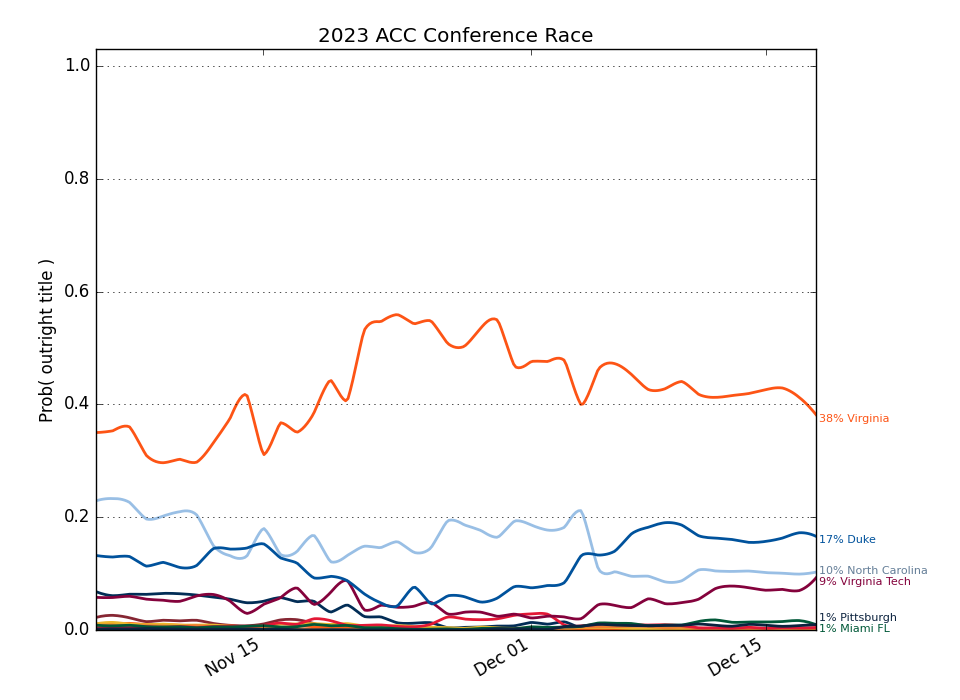 2023 ACC Conference Race
Prob( outright title )
1.0
0.8
0.6
0.4
0.2
0.0
Nov 15
Dec 01
Dec 15
38% Virginia
17% Duke
10% North Carolina
9% Virginia Tech
1% Pittsburgh
1% Miami FL